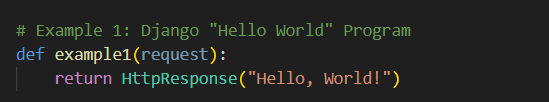 # Example 1: Django "Hello World" Program
def example1(request):
    return HttpResponse("Hello, World!")